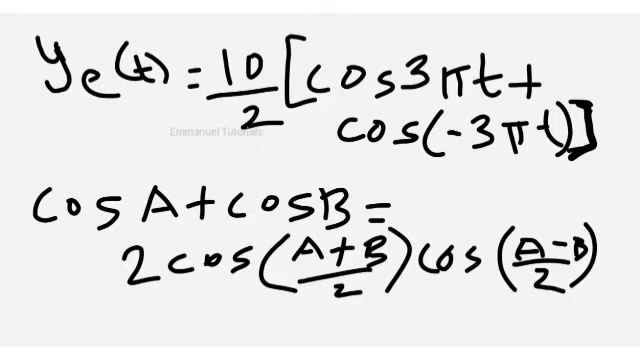 ye(t) = 10/2 [cos3πt +
cos(-3πt)]
Emmanuel Tutorials
cosA + cosB =
2cos(A+B/2)cos(A-B/2)